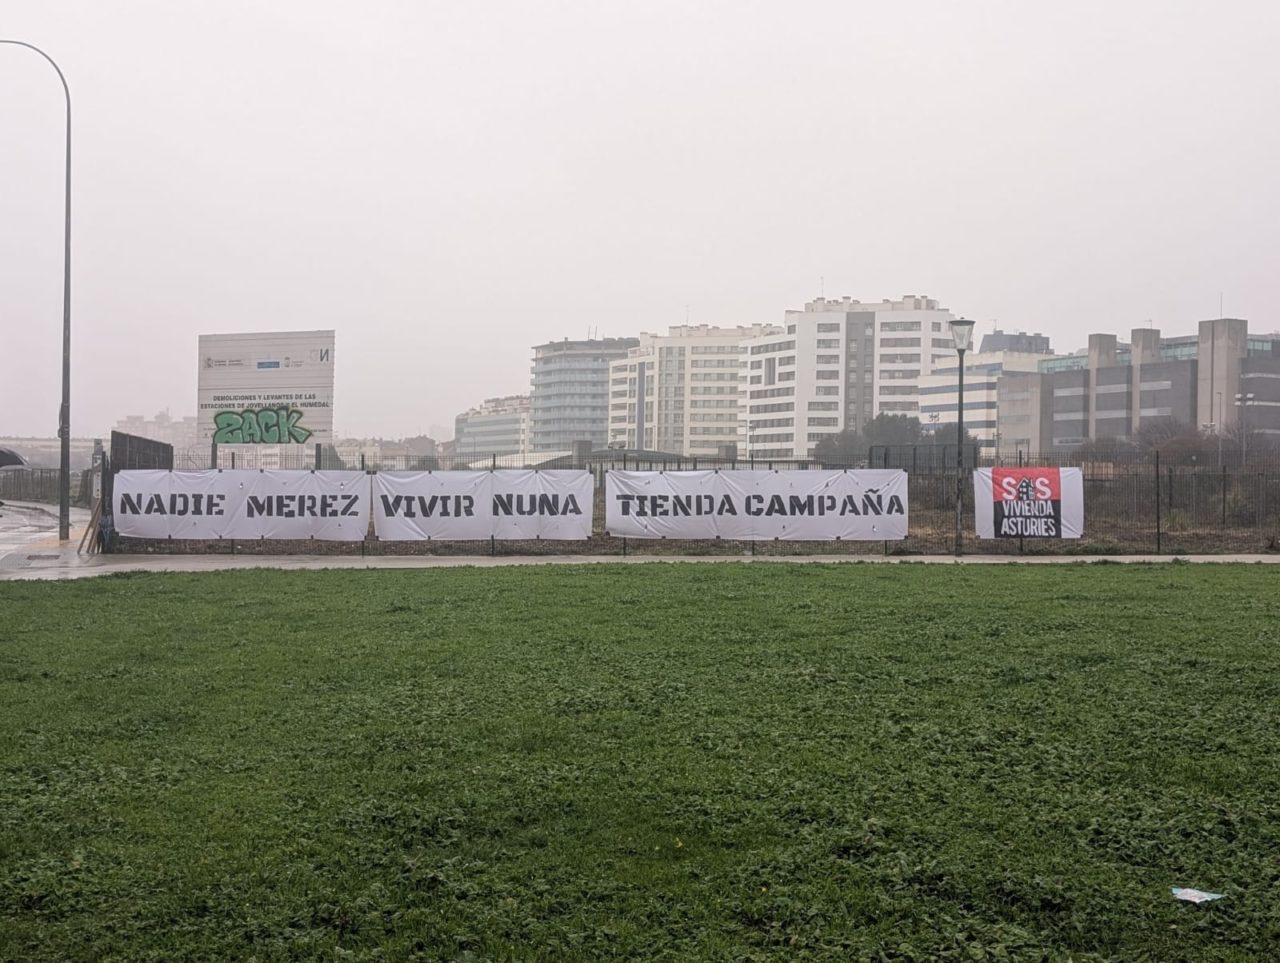 DEMOLICIONES Y LEVANTES DE LAS
ESTACIONES DE JOVELLANOS Y EL HUMEDAL
ZACK
NADIE MEREZ VIVIR NUNA TIENDA CAMPAÑA
SOS
VIVIENDA
ASTURIES